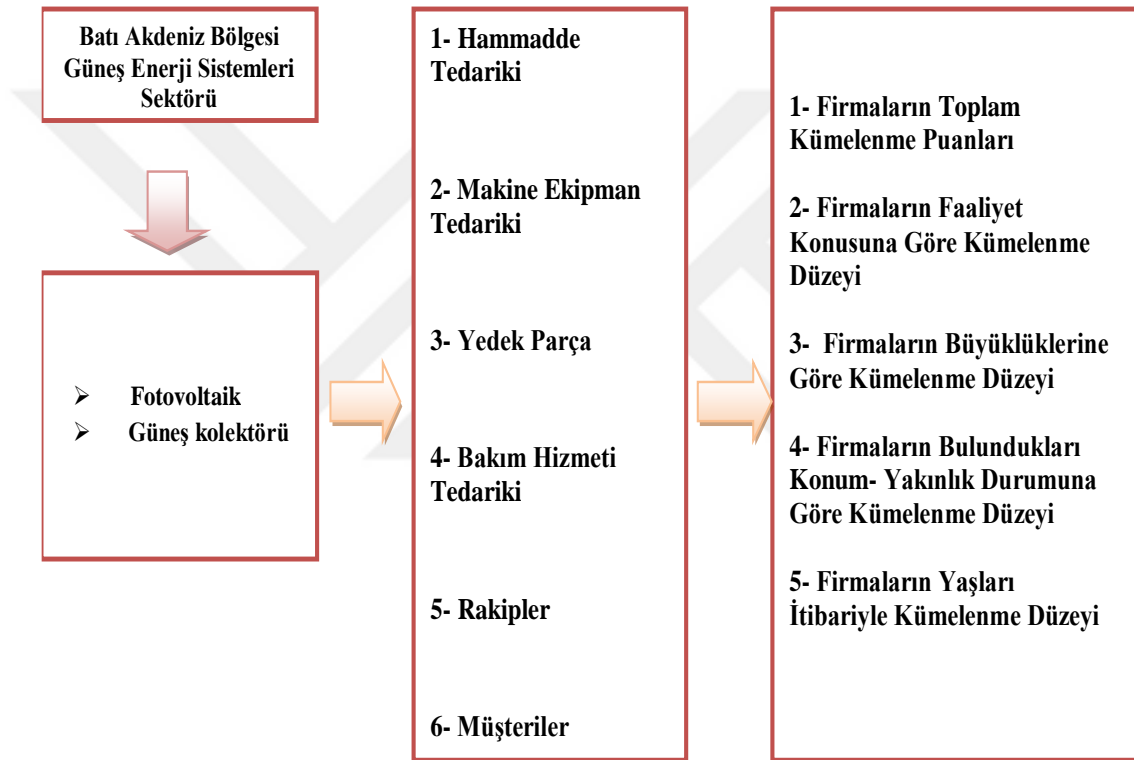 Batı Akdeniz Bölgesi
Güneş Enerji Sistemleri
Sektörü
➢ Fotovoltaik
➢ Güneş kolektörü
1- Hammadde
Tedariki
2- Makine Ekipman
Tedariki
3- Yedek Parça
4- Bakım Hizmeti
Tedariki
5- Rakipler
6- Müşteriler
1- Firmaların Toplam
Kümelenme Puanları
2- Firmaların Faaliyet
Konusuna Göre Kümelenme
Düzeyi
3- Firmaların Büyüklüklerine
Göre Kümelenme Düzeyi
4- Firmaların Bulundukları
Konum- Yakınlık Durumuna
Göre Kümelenme Düzeyi
5- Firmaların Yaşları
İtibariyle Kümelenme Düzeyi